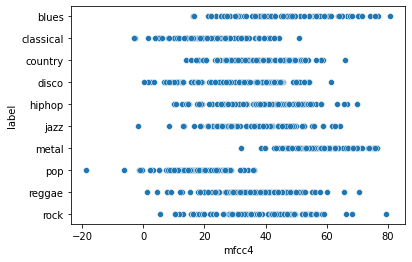 blues
classical
country
disco
hiphop
jazz
metal
pop
reggae
rock
label
−20 0 20 40 60 80
mfcc4